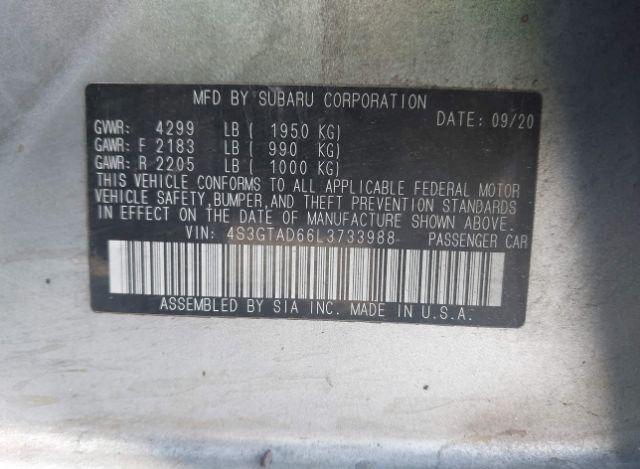 MFD BY SUBARU CORPORATION
DATE: 09/20
GVWR: 4299 LB ( 1950 KG)
GAWR: F 2183 LB ( 990 KG)
GAWR: R 2205 LB ( 1000 KG)
THIS VEHICLE CONFORMS TO ALL APPLICABLE FEDERAL MOTOR
VEHICLE SAFETY, BUMPER, AND THEFT PREVENTION STANDARDS
IN EFFECT ON THE DATE OF MANUFACTURE SHOWN ABOVE.
VIN: 4S3GTAD66L3733988 PASSENGER CAR
ASSEMBLED BY SIA INC. MADE IN U.S.A.